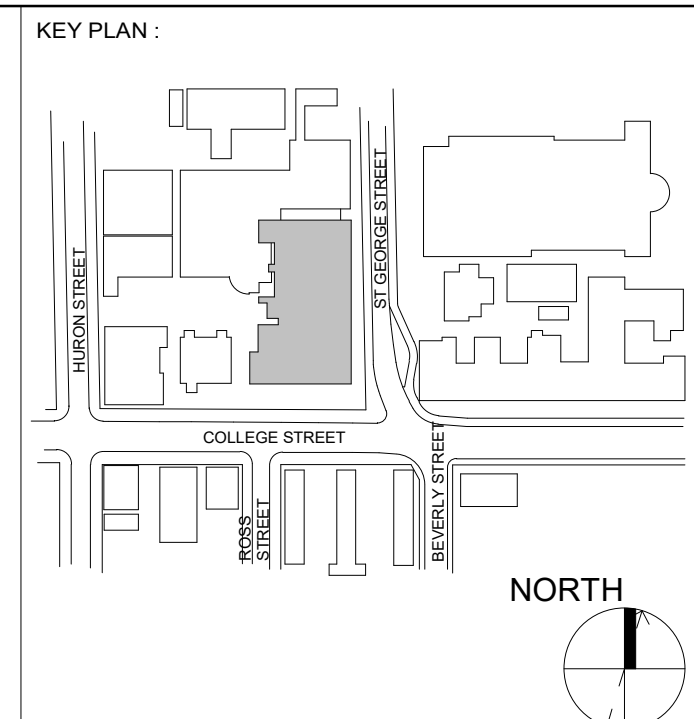 KEY PLAN :
ST GEORGE STREET
HURON STREET
COLLEGE STREET
ROSS
STREET
BEVERLY STREET
NORTH